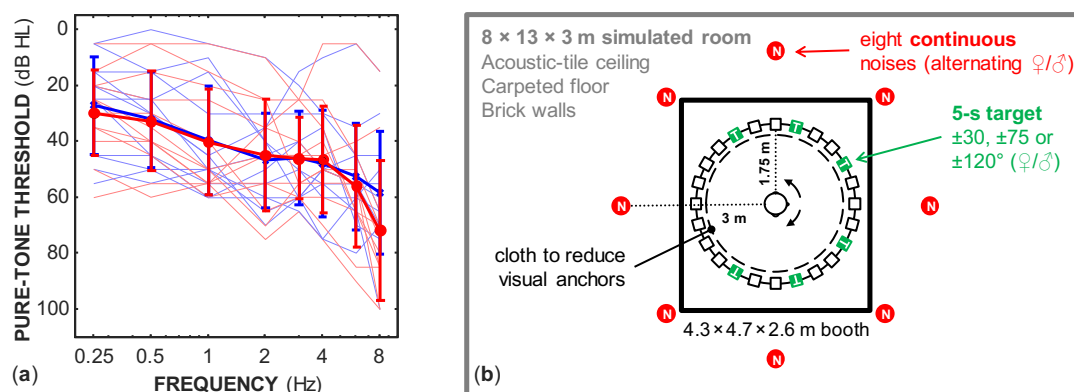 0
20
40
60
80
100
PURE-TONE THRESHOLD (dB HL)
0.25 0.5 1 2 4 8
FREQUENCY (Hz)
(a)
8 × 13 × 3 m simulated room
Acoustic-tile ceiling
Carpeted floor
Brick walls
N
eight continuous
noises (alternating ♀/♂)
N
N
T
T
5-s target
±30, ±75 or
±120° (♀/♂)
T
T
1.75 m
N
3 m
N
cloth to reduce
visual anchors
T
T
T
T
N
N
4.3 × 4.7 × 2.6 m booth
N
(b)